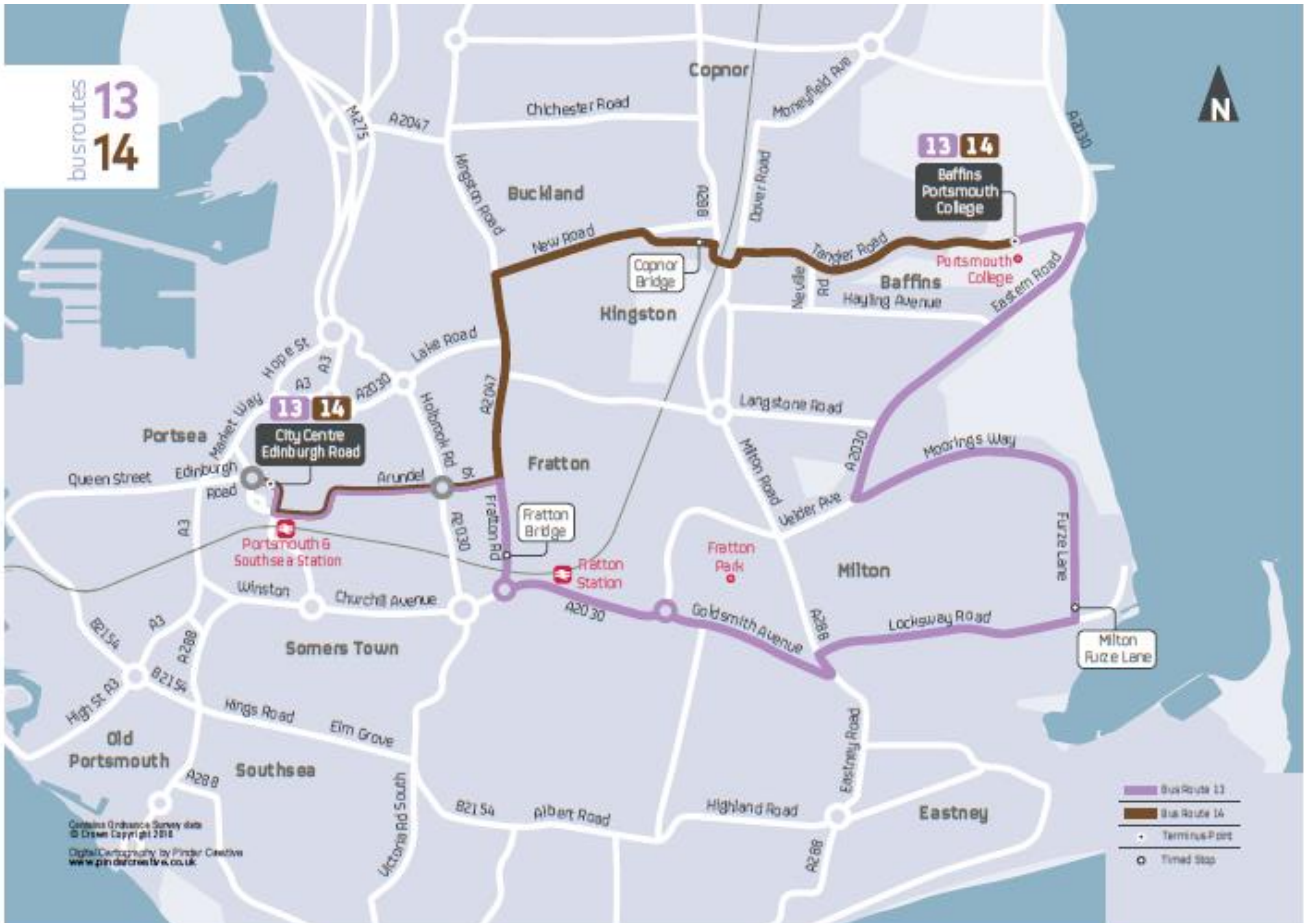 busroutes
13
14
Copnor
Moneyfield Ave
Chichester Road
A2047
M275
Kingston Road
Buckland
A288
Dover Road
A2030
N
13 14
Baffins
Portsmouth
College
New Road
Copnor
Bridge
Tangier Road
Portsmouth
College
Neville
Rd
Baffins
Hayling Avenue
Eastern Road
Kingston
Hope St
A3
A3
A2030
Lake Road
A2047
Langstone Road
13 14
City Centre
Edinburgh Road
Market Way
Holbrook Rd
Portsea
Queen Street
Edinburgh
Road
Arundel
St
Fratton
Milton Road
A2030
Moorings Way
Velder Ave
A3
Portsmouth &
Southsea Station
A2030
Fratton Rd
Fratton
Bridge
Fratton
Station
Fratton
Park
Milton
Furze Lane
Winston
Churchill Avenue
A2030
Goldsmith Avenue
A288
Locksway Road
Milton
Furze Lane
B2154
A3
A288
Somers Town
High St A3
B2154
Kings Road
Elm Grove
Old
Portsmouth
Southsea
A288
Victoria Rd South
B2154
Albert Road
Highland Road
Eastney Road
Eastney
A288
Contains Ordnance Survey data
© Crown Copyright 2016
Digital Cartography by Pindar Creative
www.pindarcreative.co.uk
Bus Route 13
Bus Route 14
Terminus Point
Timed Stop